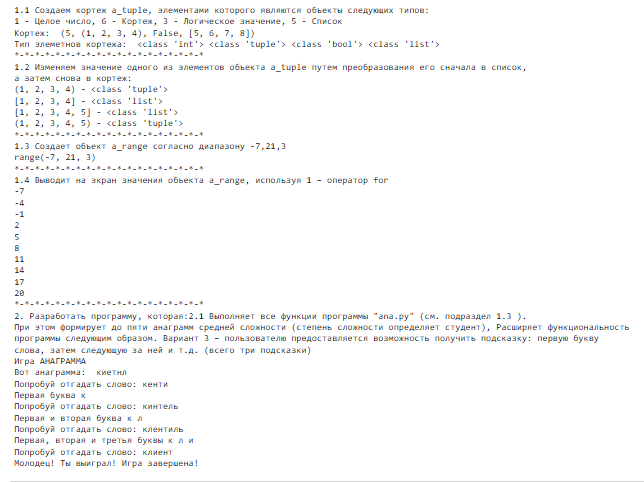 1.1 Создаем кортеж a_tuple, элементами которого являются объекты следующих типов:
1 - Целое число, 6 - Кортеж, 3 - Логическое значение, 5 - Список
Кортеж:  (5, (1, 2, 3, 4), False, [5, 6, 7, 8])
Тип элеметнов кортежа:  <class 'int'> <class 'tuple'> <class 'bool'> <class 'list'>
*-*-*-*-*-*-*-*-*-*-*-*-*-*-*-*-*-*-*
1.2 Изменяем значение одного из элементов объекта a_tuple путем преобразования его сначала в список,
а затем снова в кортеж:
(1, 2, 3, 4) - <class 'tuple'>
[1, 2, 3, 4] - <class 'list'>
[1, 2, 3, 4, 5] - <class 'list'>
(1, 2, 3, 4, 5) - <class 'tuple'>
*-*-*-*-*-*-*-*-*-*-*-*-*-*-*-*-*-*-*
1.3 Создает объект a_range согласно диапазону -7,21,3
range(-7, 21, 3)
*-*-*-*-*-*-*-*-*-*-*-*-*-*-*-*-*-*-*
1.4 Выводит на экран значения объекта a_range, используя 1 – оператор for
-7
-4
-1
2
5
8
11
14
17
20
*-*-*-*-*-*-*-*-*-*-*-*-*-*-*-*-*-*-*
2. Разработать программу, которая:2.1 Выполняет все функции программы "ana.py" (см. подраздел 1.3 ).
При этом формирует до пяти анаграмм средней сложности (степень сложности определяет студент), Расширяет функциональность
программы следующим образом. Вариант 3 – пользователю предоставляется возможность получить подсказку: первую букву
слова, затем следующую за ней и т.д. (всего три подсказки)
Игра АНАГРАММА
Вот анаграмма:  киетнл
Попробуй отгадать слово: кенти
Первая буква к
Попробуй отгадать слово: кинтель
Первая и вторая буква к л
Попробуй отгадать слово: клентиль
Первая, вторая и третья буквы к л и
Попробуй отгадать слово: клиент
Молодец! Ты выиграл! Игра завершена!